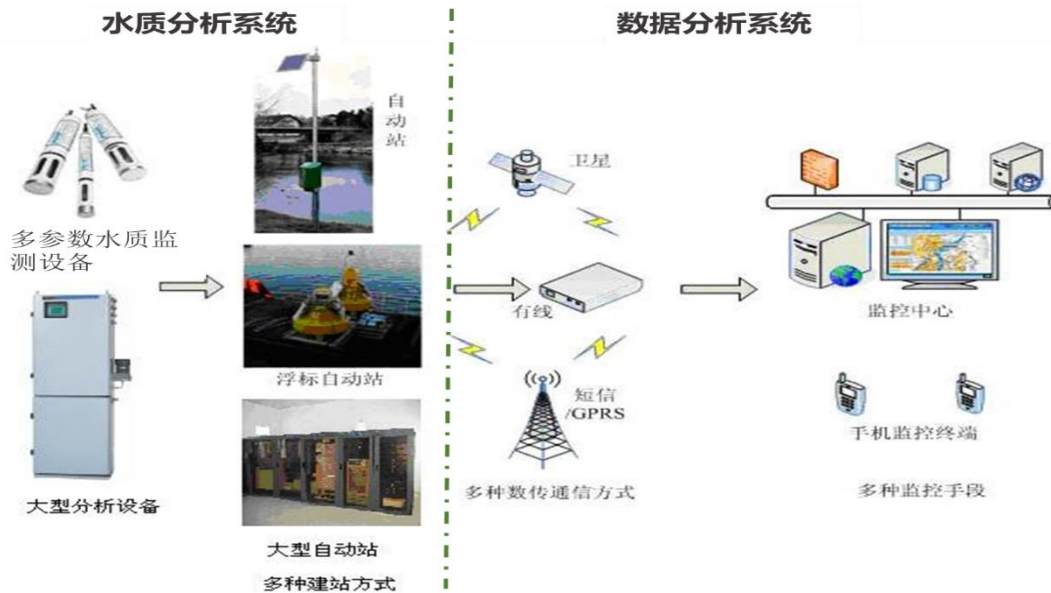 水质分析系统
数据分析系统
多参数水质监
测设备
大型分析设备
自
动
站
浮标自动站
大型自动站
多种建站方式
卫星
有线
短信
/GPRS
多种数传通信方式
监控中心
手机监控终端
多种监控手段